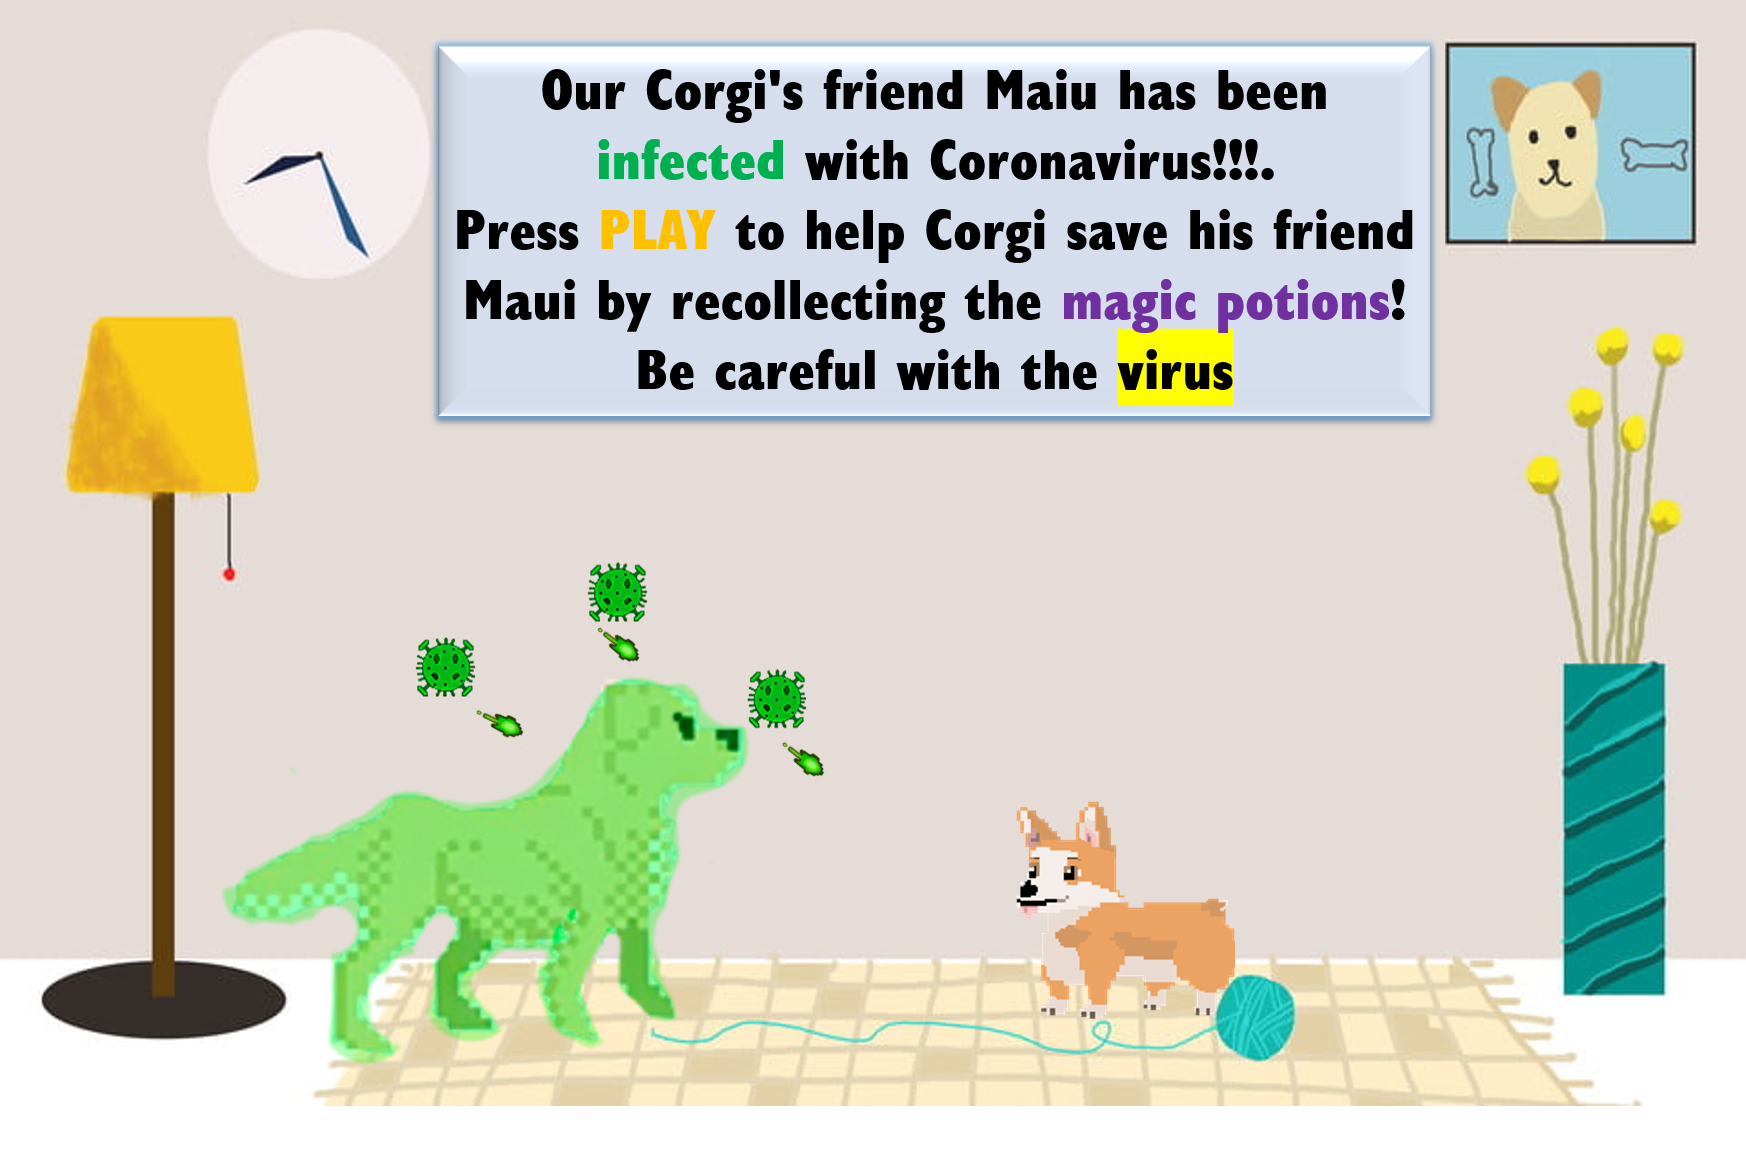 Our Corgi's friend Maiu has been
infected with Coronavirus!!!.
Press PLAY to help Corgi save his friend
Maui by recollecting the magic potions!
Be careful with the virus